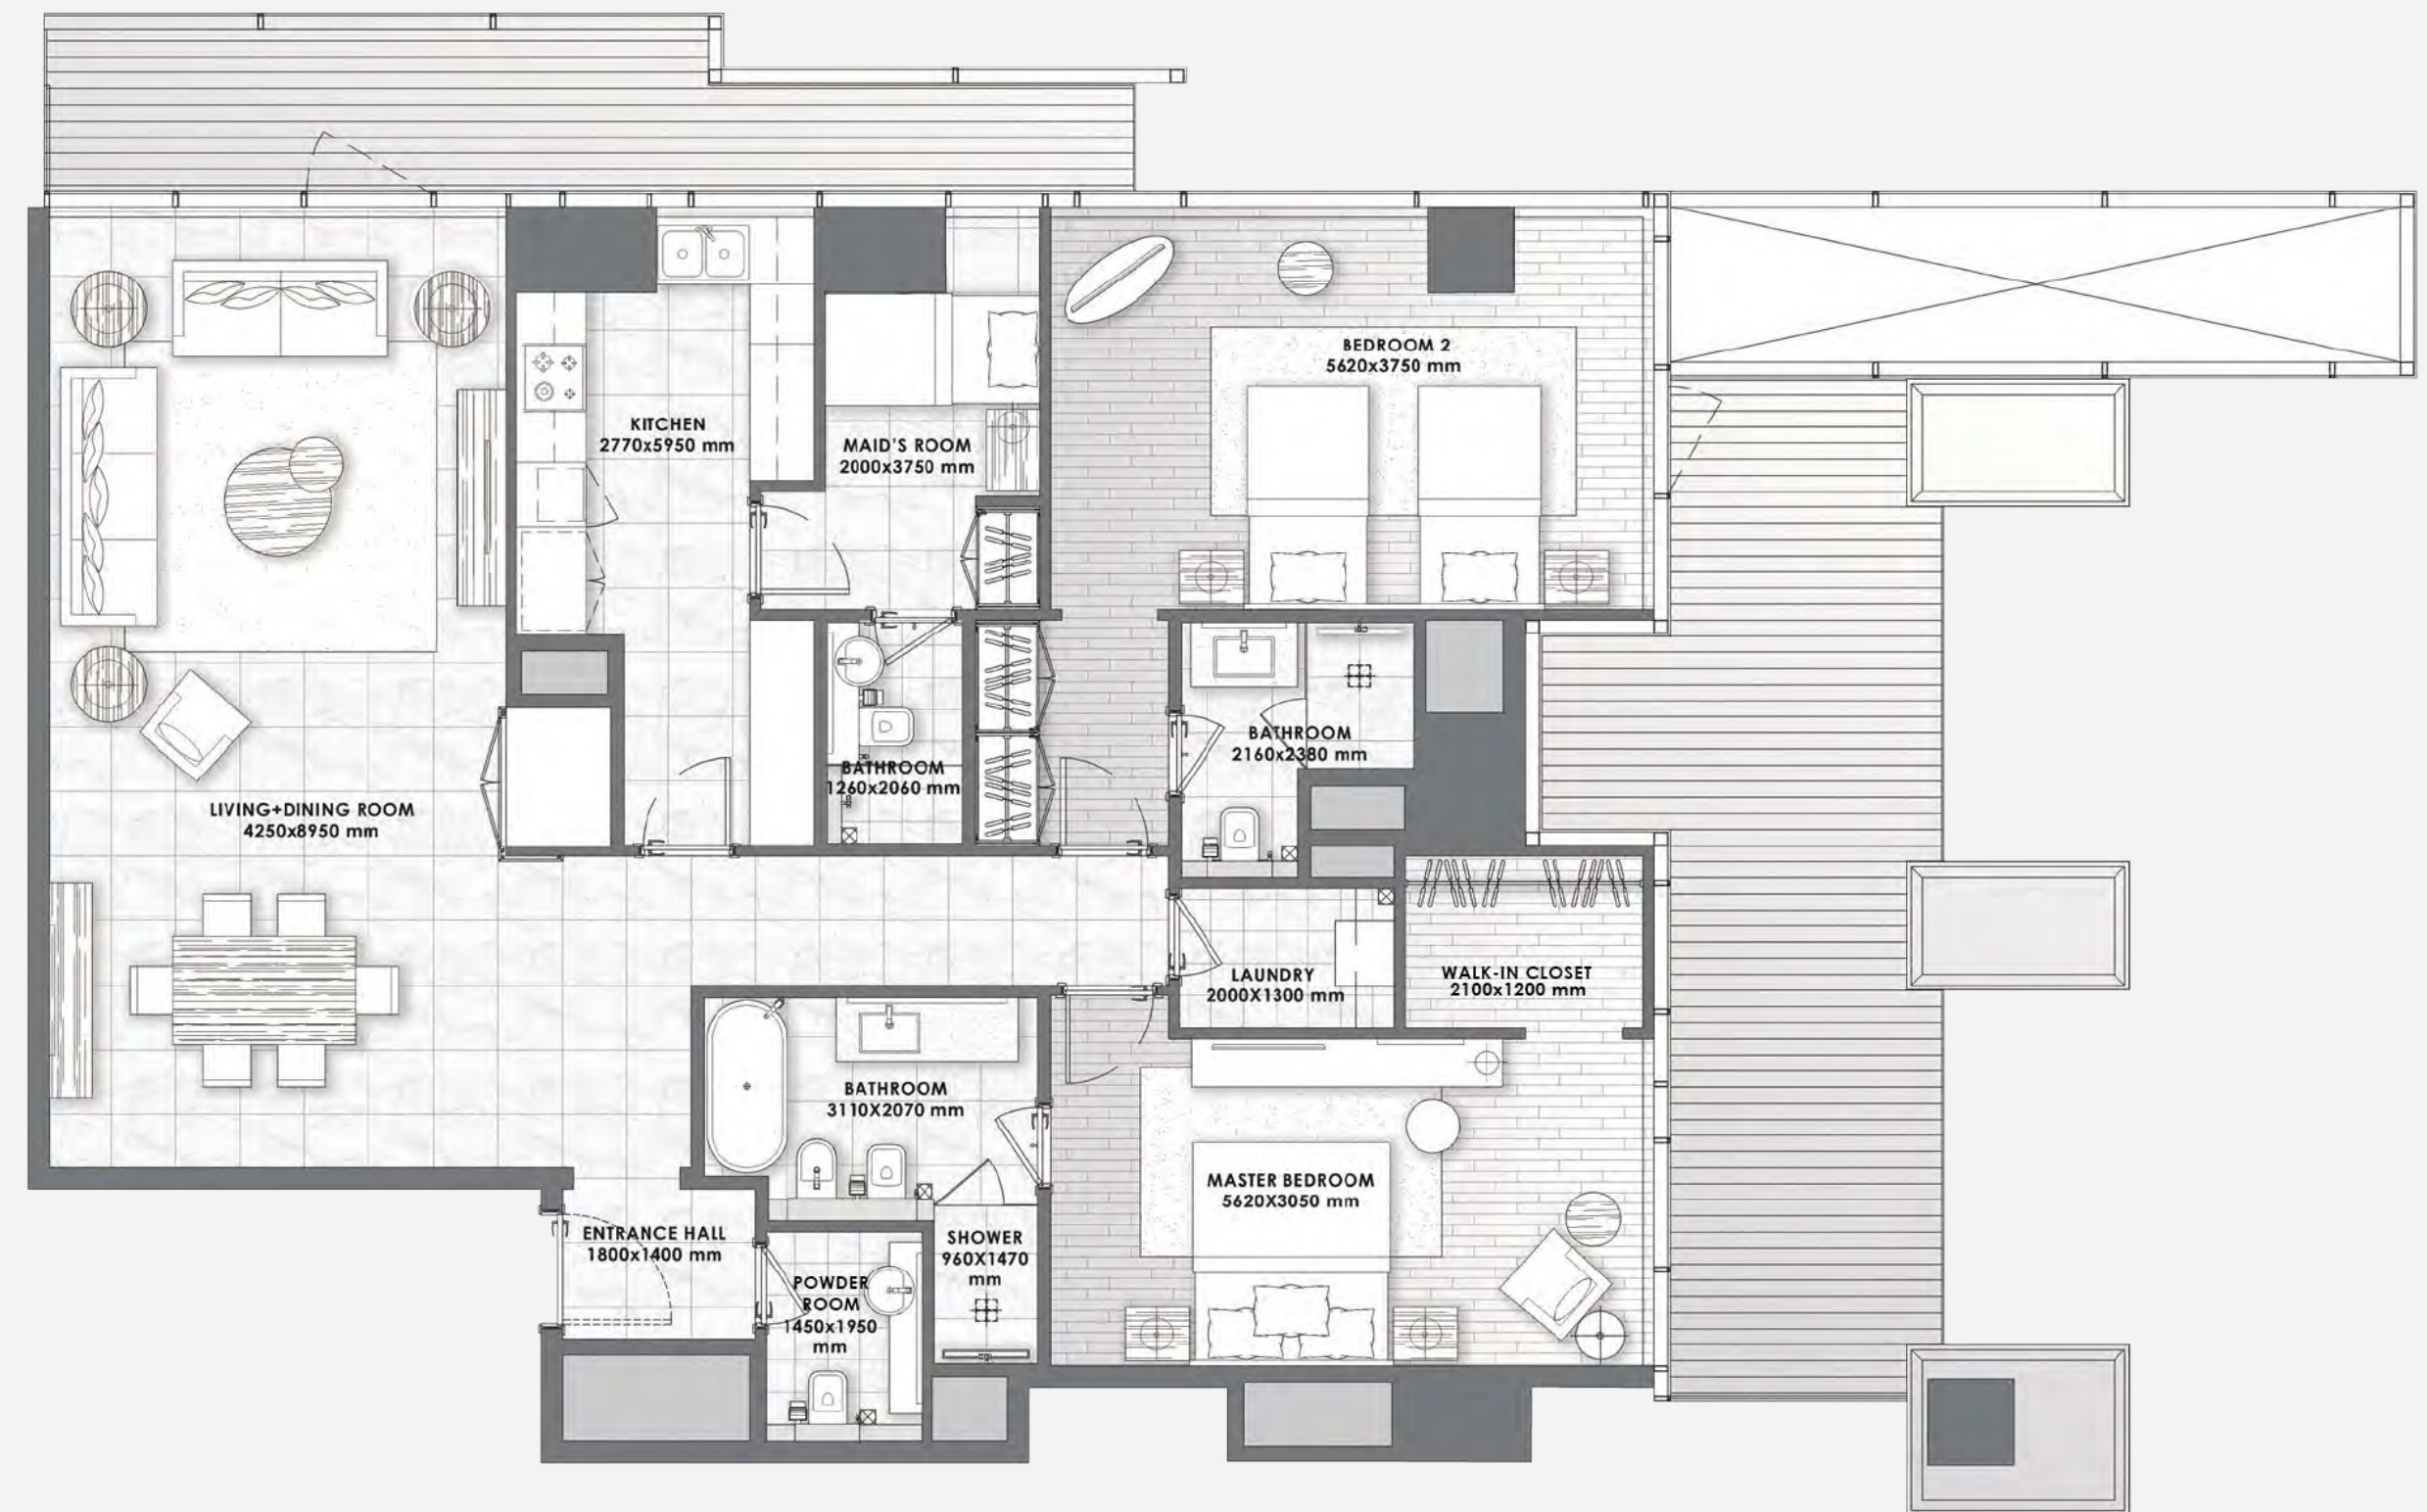 BEDROOM 2
5620x3750 mm
KITCHEN
2770x5950 mm
MAID'S ROOM
2000x3750 mm
BATHROOM
2160x2380 mm
BATHROOM
1260x2060 mm
LIVING+DINING ROOM
4250x8950 mm
LAUNDRY
2000X1300 mm
WALK-IN CLOSET
2100x1200 mm
BATHROOM
3110X2070 mm
MASTER BEDROOM
5620X3050 mm
ENTRANCE HALL
1800x1400 mm
SHOWER
960X1470
mm
POWDER
ROOM
1450x1950
mm